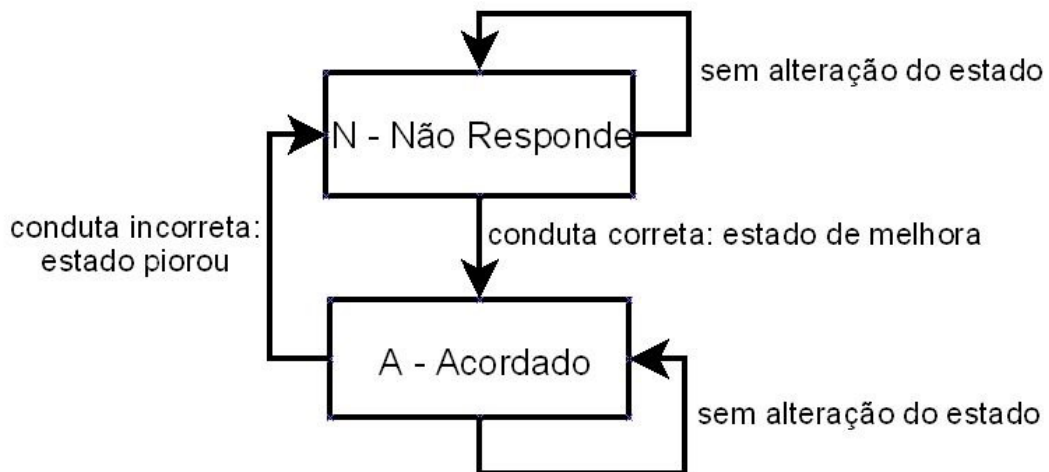 sem alteração do estado
N - Não Responde
conduta incorreta:
estado piorou
conduta correta: estado de melhora
A - Acordado
sem alteração do estado